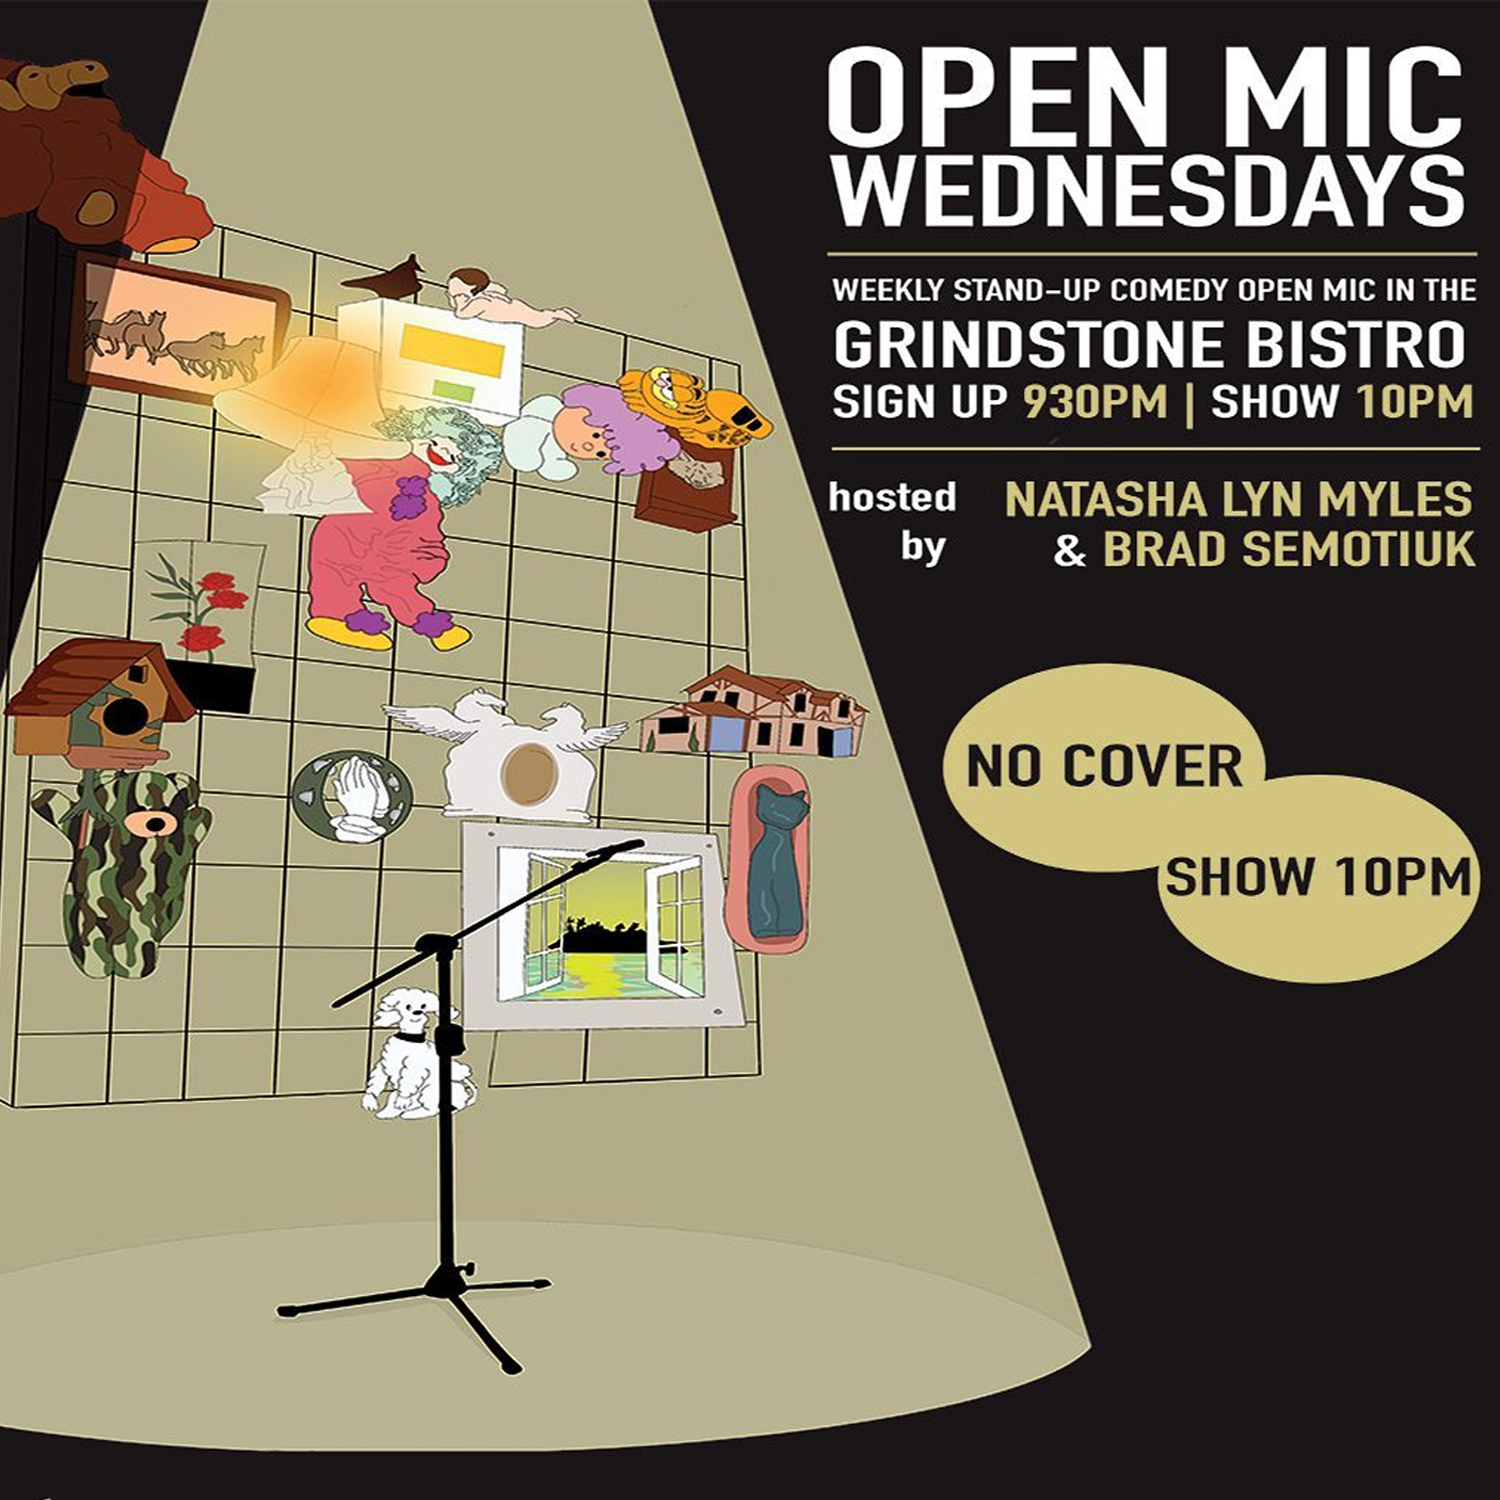 OPEN MIC
WEDNESDAYS
WEEKLY STAND-UP COMEDY OPEN MIC IN THE
GRINDSTONE BISTRO
SIGN UP 930PM | SHOW 10PM
hosted NATASHA LYN MYLES
by & BRAD SEMOTIUK
NO COVER
SHOW 10PM